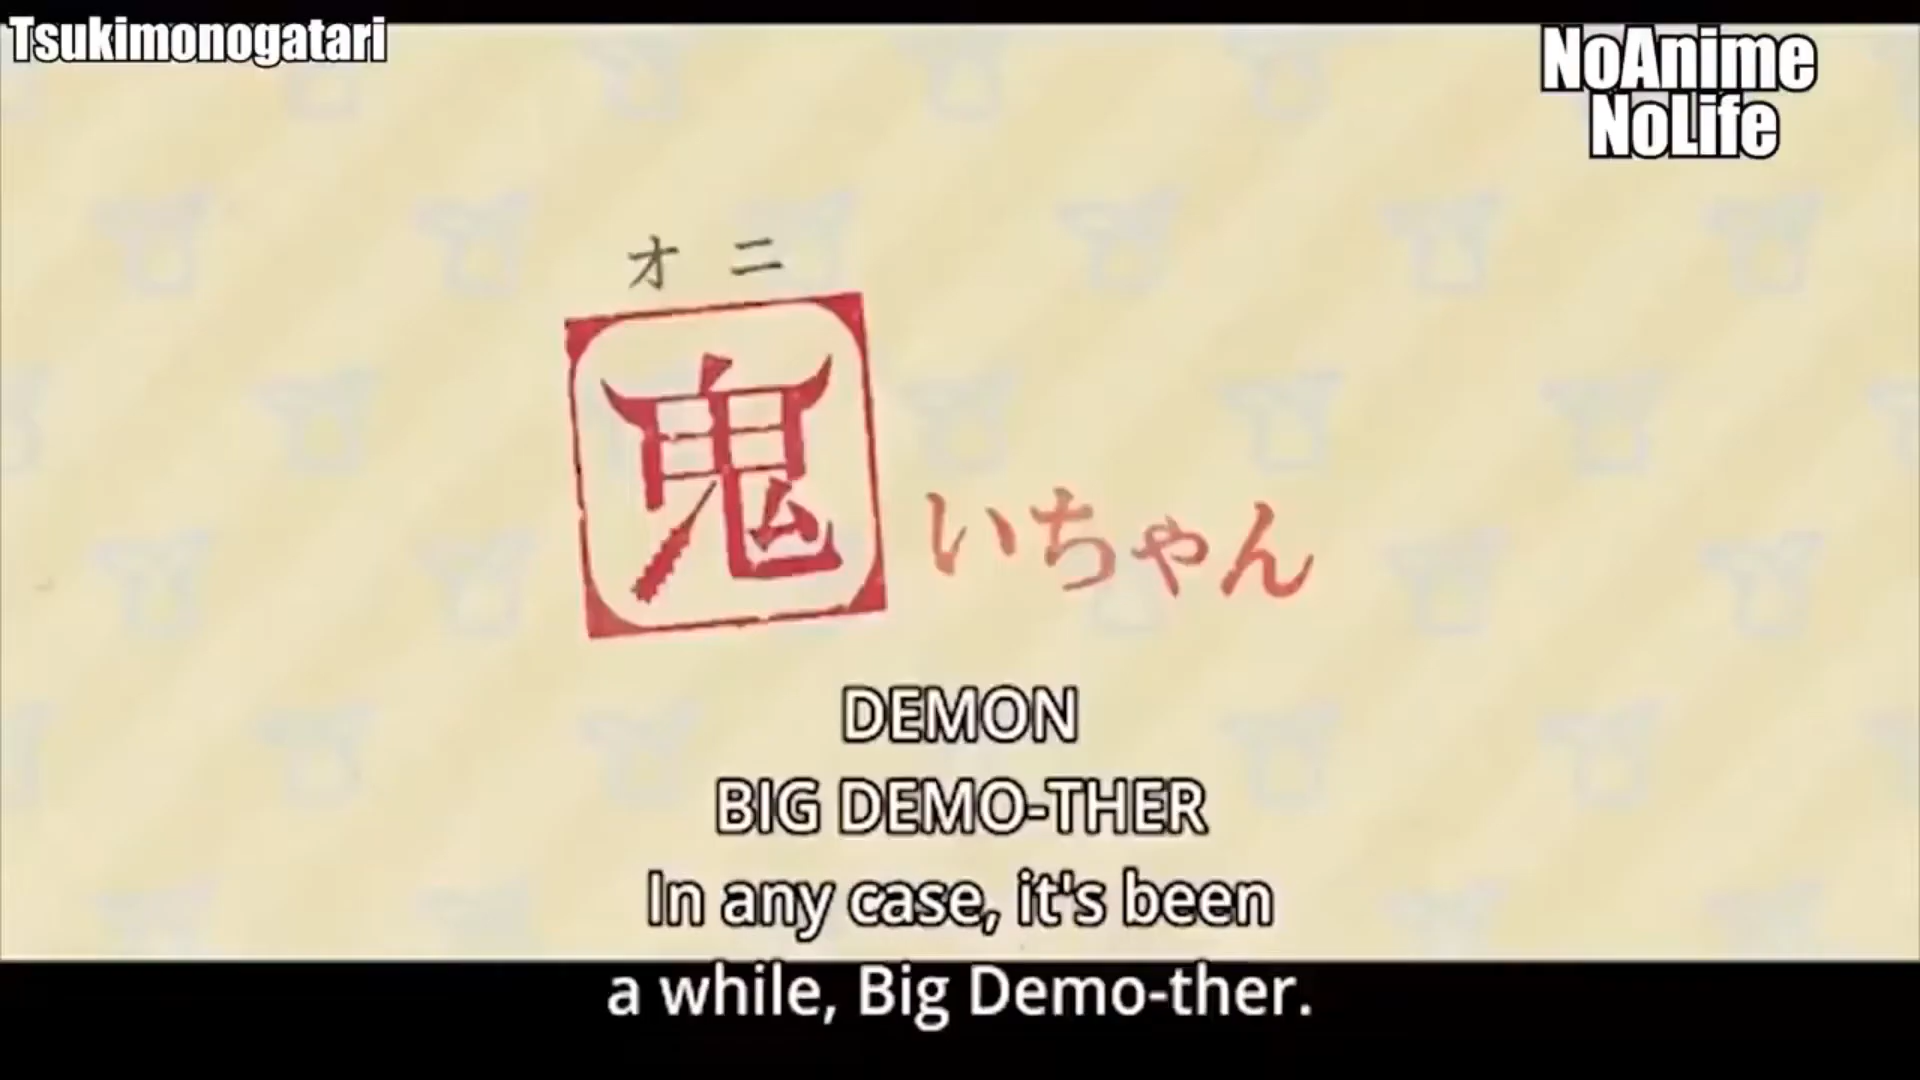 Tsukimonogatari
NoAnime
NoLife
オニ
鬼いちゃん
DEMON
BIG DEMO-THER
In any case, it's been
a while, Big Demo-ther.